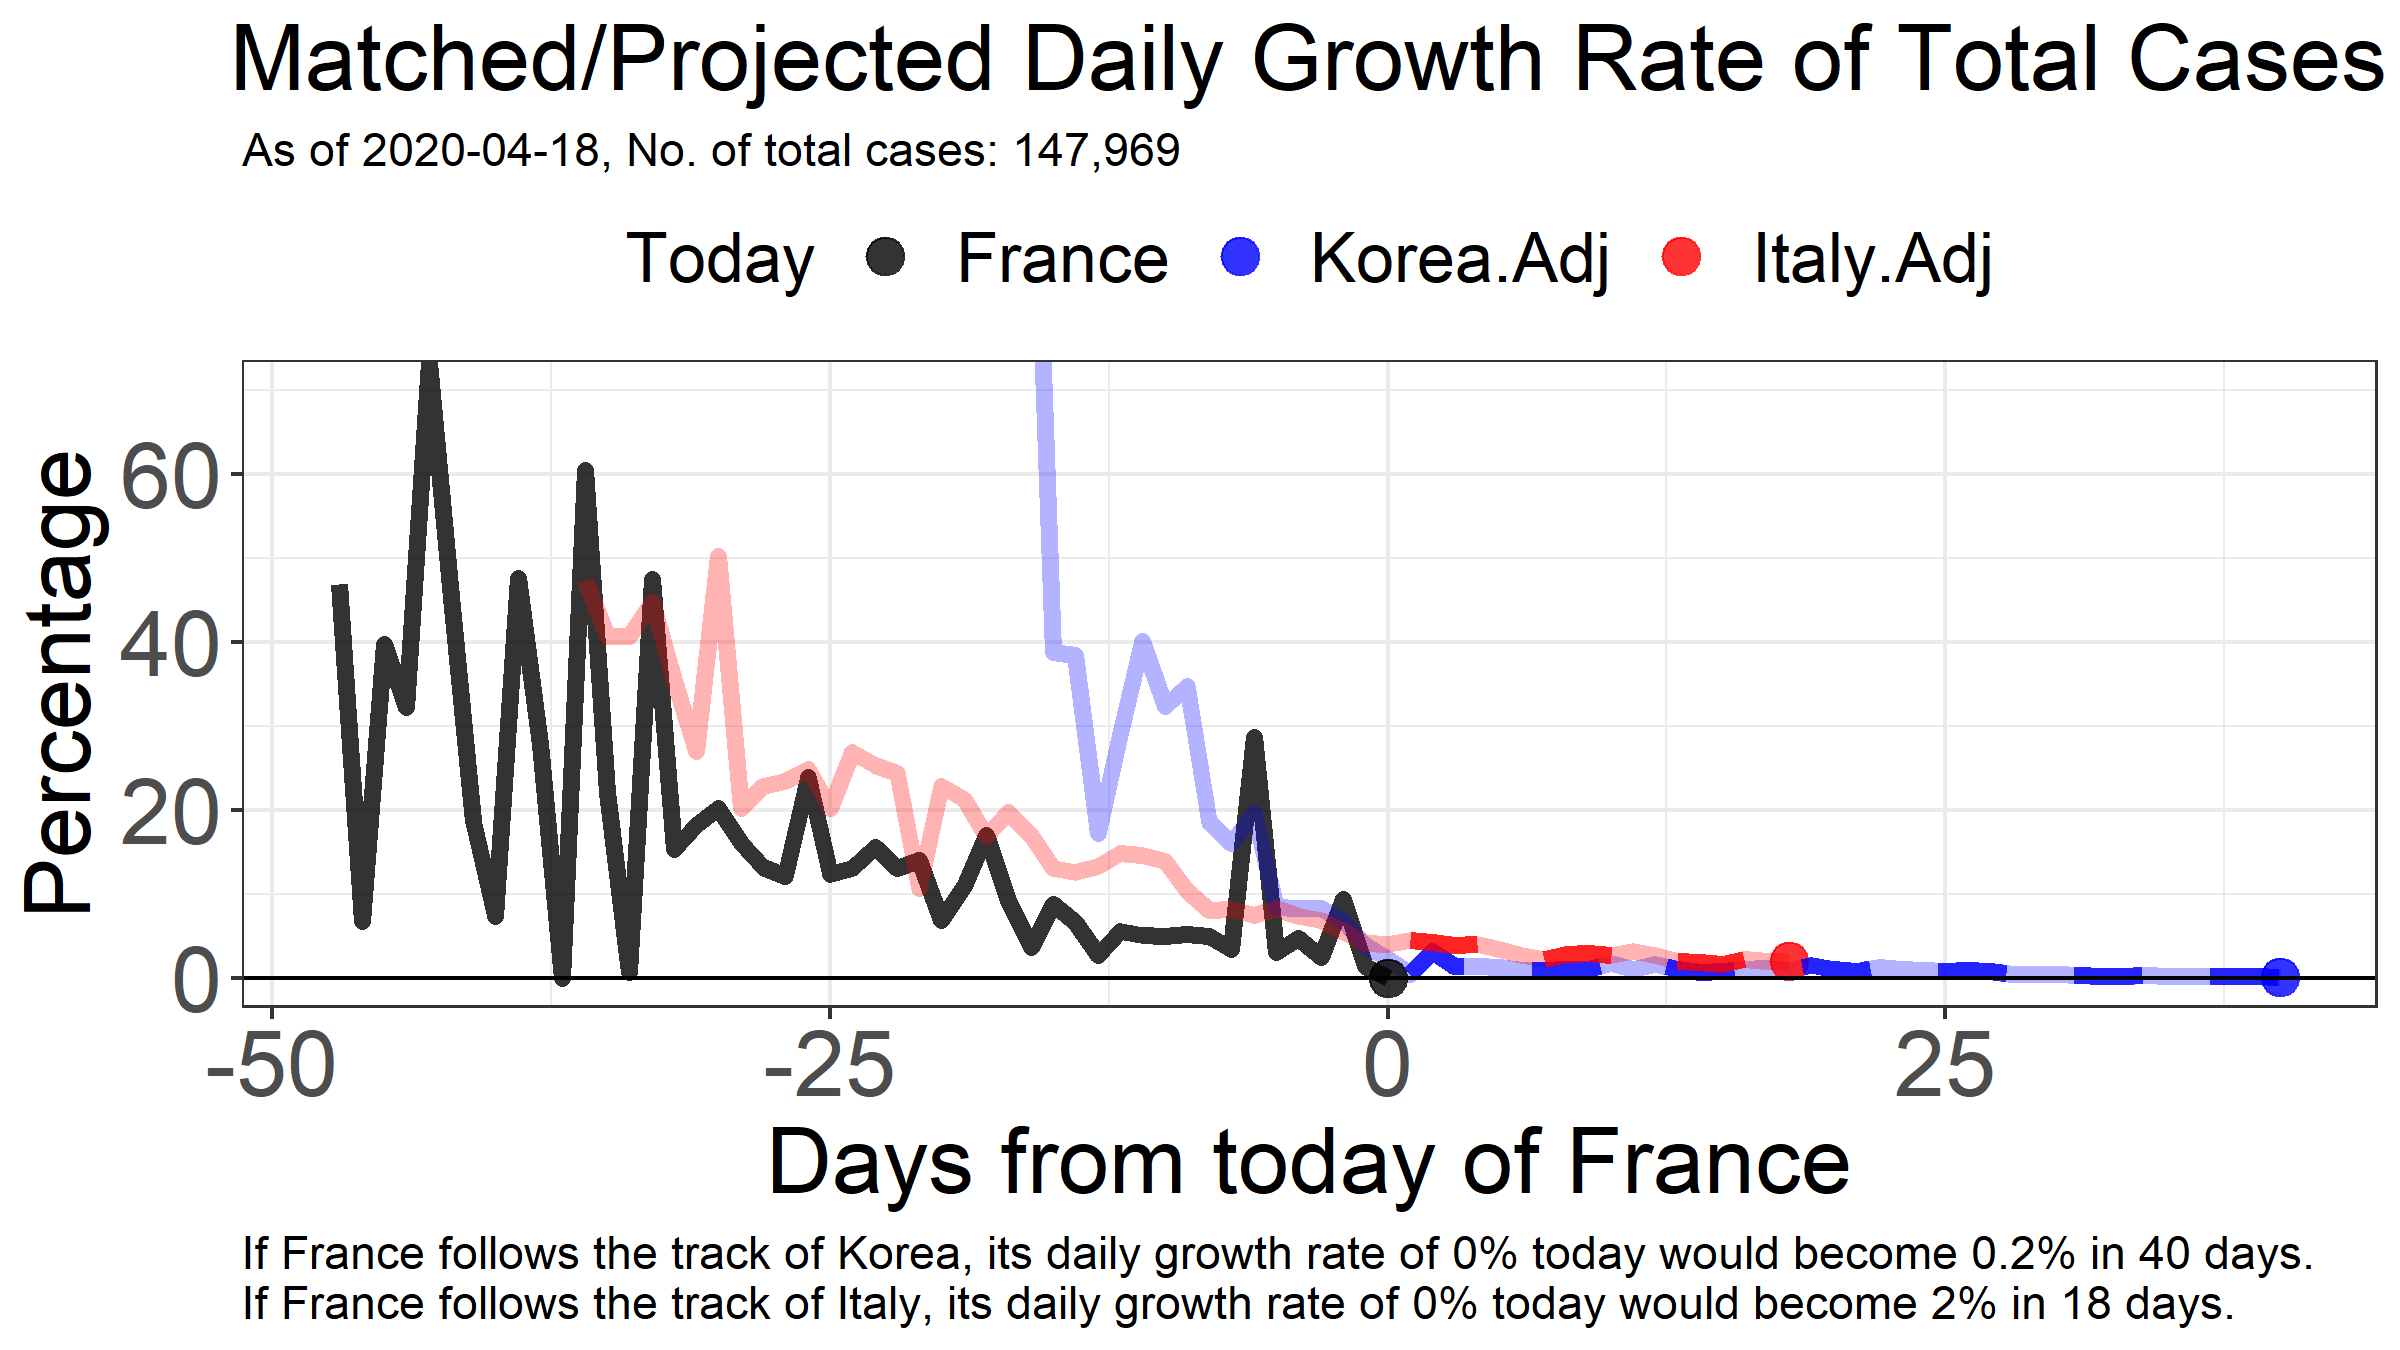 Matched/Projected Daily Growth Rate of Total Cases
As of 2020-04-18, No. of total cases: 147,969
Today France Korea.Adj Italy.Adj
Percentage
60
40
20
0
-50 -25 0 25
Days from today of France
If France follows the track of Korea, its daily growth rate of 0% today would become 0.2% in 40 days.
If France follows the track of Italy, its daily growth rate of 0% today would become 2% in 18 days.